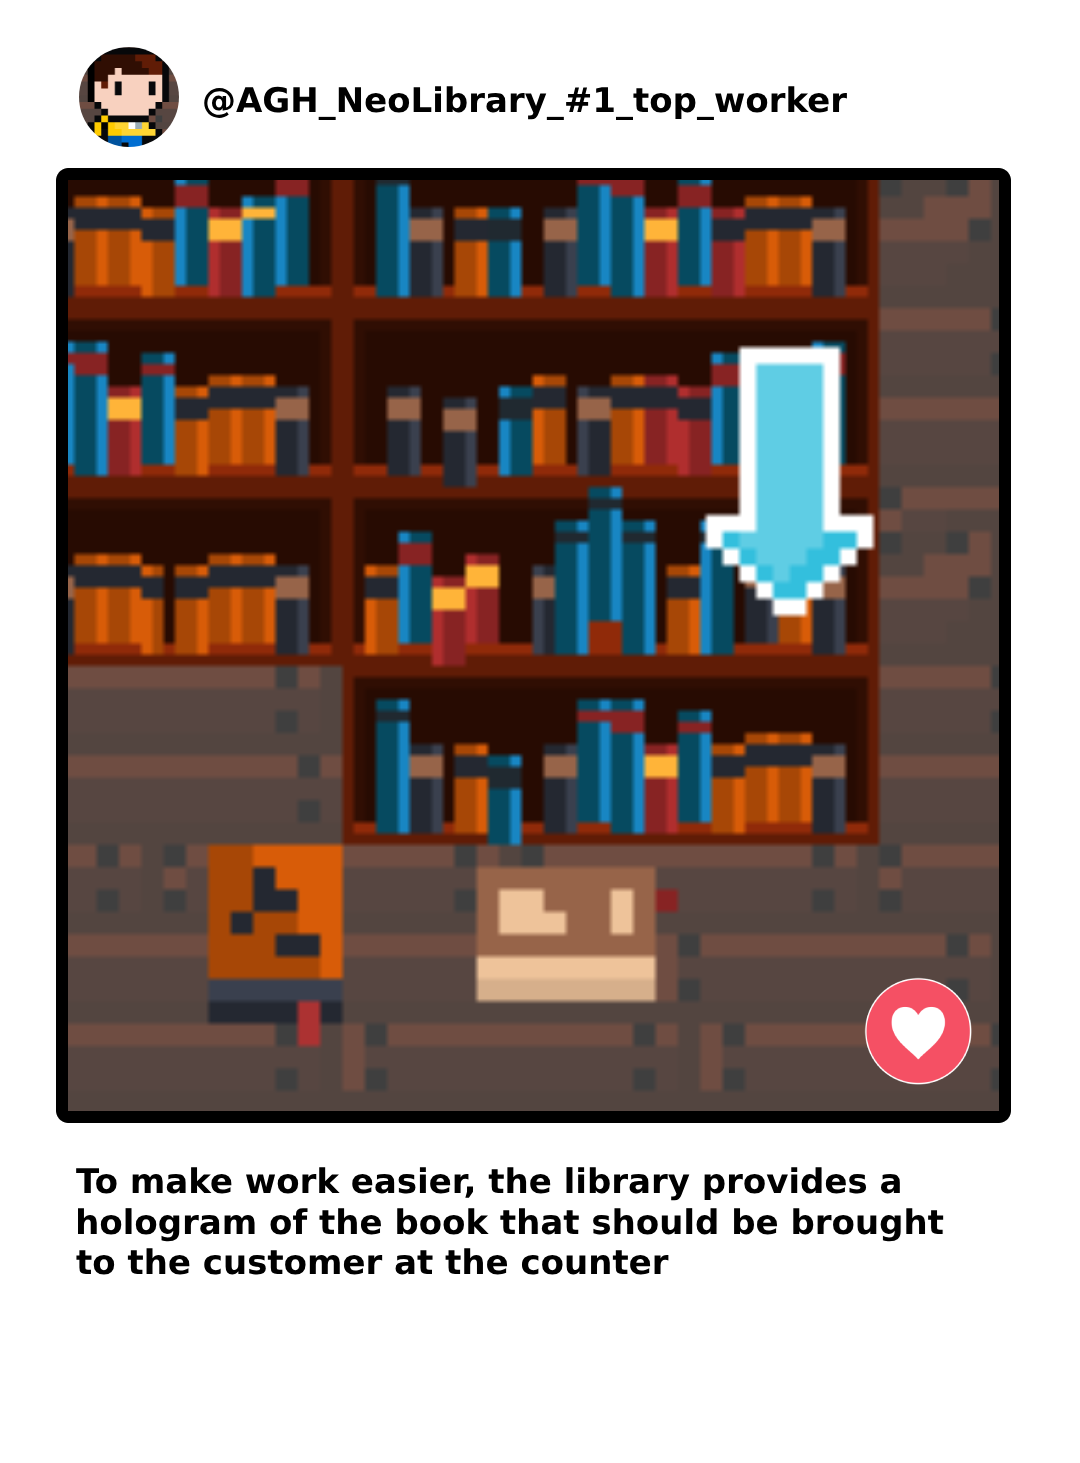 @AGH_NeoLibrary_#1_top_worker
To make work easier, the library provides a
hologram of the book that should be brought
to the customer at the counter